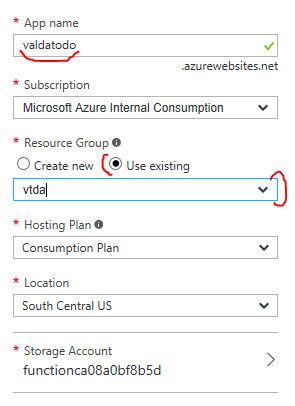 * App name
valdatodo
.azurewebsites.net
* Subscription
Microsoft Azure Internal Consumption
* Resource Group
Create new Use existing
vtda
* Hosting Plan
Consumption Plan
* Location
South Central US
* Storage Account
functionca08a0bf8b5d